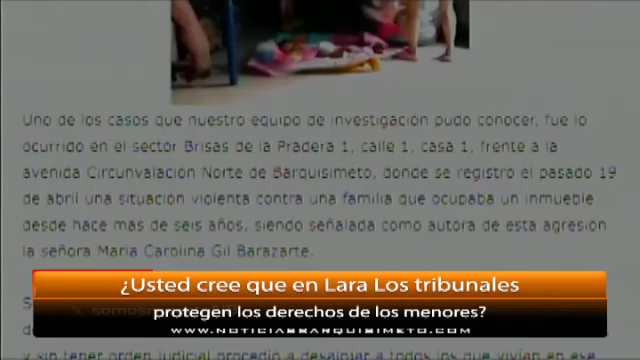 Uno de los casos que nuestro equipo de investigación pudo conocer, fue lo
ocurrido en el sector Brisas de la Pradera 1, calle 1, casa 1, frente a la
avenida Circunvalación Norte de Barquisimeto, donde se registró el pasado 19
de abril una situación violenta contra una familia que ocupaba un inmueble
desde hace mas de seis años, siendo señalada como autora de esta agresión
la señora Maria Carolina Gil Barazarte.
¿Usted cree que en Lara Los tribunales
protegen los derechos de los menores?
WWW.NOTICIASBARQUISIMETO.COM
y sin tener orden judicial procedió a desalojar a todos los que vivían en ese